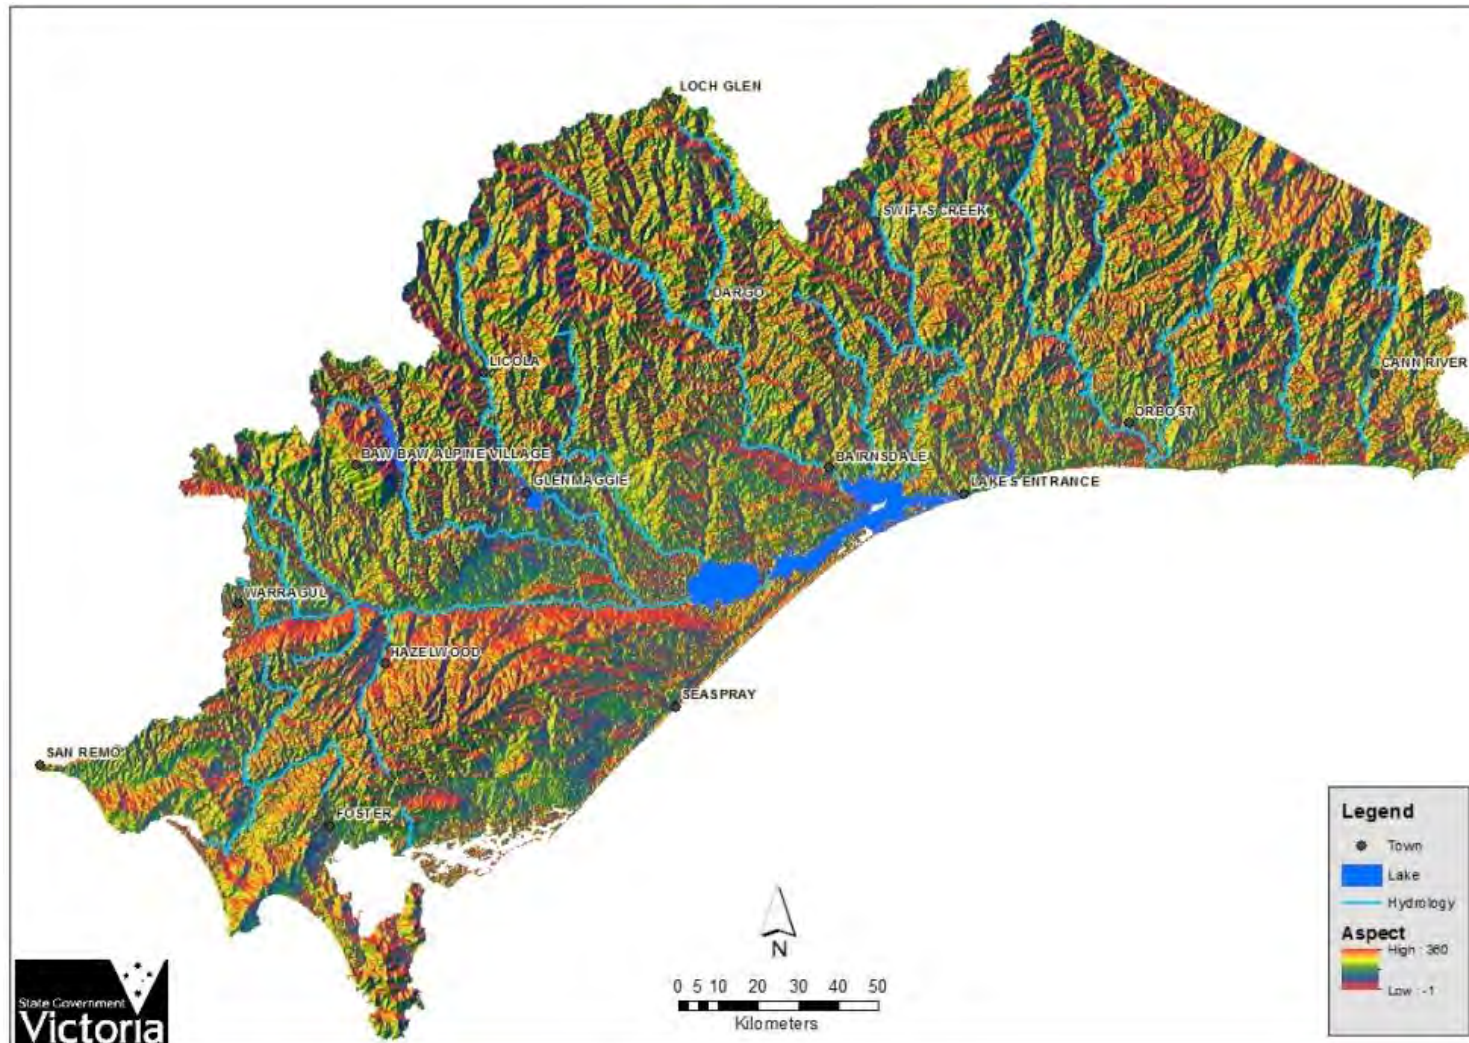 LOCH GLEN
SWIFTS CREEK
DARGO
LICOLA
CANN RIVER
ORBOST
BAW BAW ALPINE VILLAGE
BAIRNSDALE
GLENMAGGIE
LAKES ENTRANCE
WARRAGUL
HAZELWOOD
SEASPRAY
SAN REMO
FOSTER
Legend
Town
Lake
Hydrology
Aspect
High : 360
Low : -1
N
0 5 10 20 30 40 50
Kilometers
State Government
Victoria